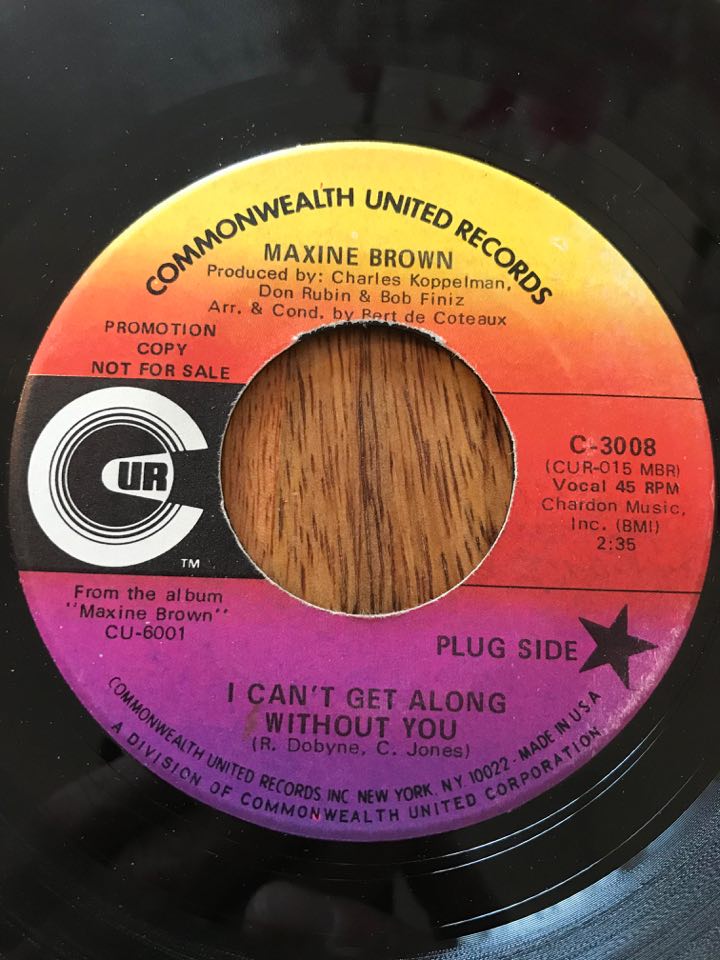 COMMONWEALTH UNITED RECORDS
MAXINE BROWN
Produced by: Charles Koppelman,
Don Rubin & Bob Finiz
Arr. & Cond. by Bert de Coteaux
PROMOTION
COPY
NOT FOR SALE
CUR
TM
C-3008
(CUR-015 MBR)
Vocal 45 RPM
Chardon Music,
Inc. (BMI)
2:35
From the album
"Maxine Brown"
CU-6001
PLUG SIDE
I CAN'T GET ALONG
WITHOUT YOU
(R. Dobyne, C. Jones)
COMMONWEALTH UNITED RECORDS, INC. NEW YORK, N.Y. 10022 - MADE IN U.S.A
A DIVISION OF COMMONWEALTH UNITED CORPORATION